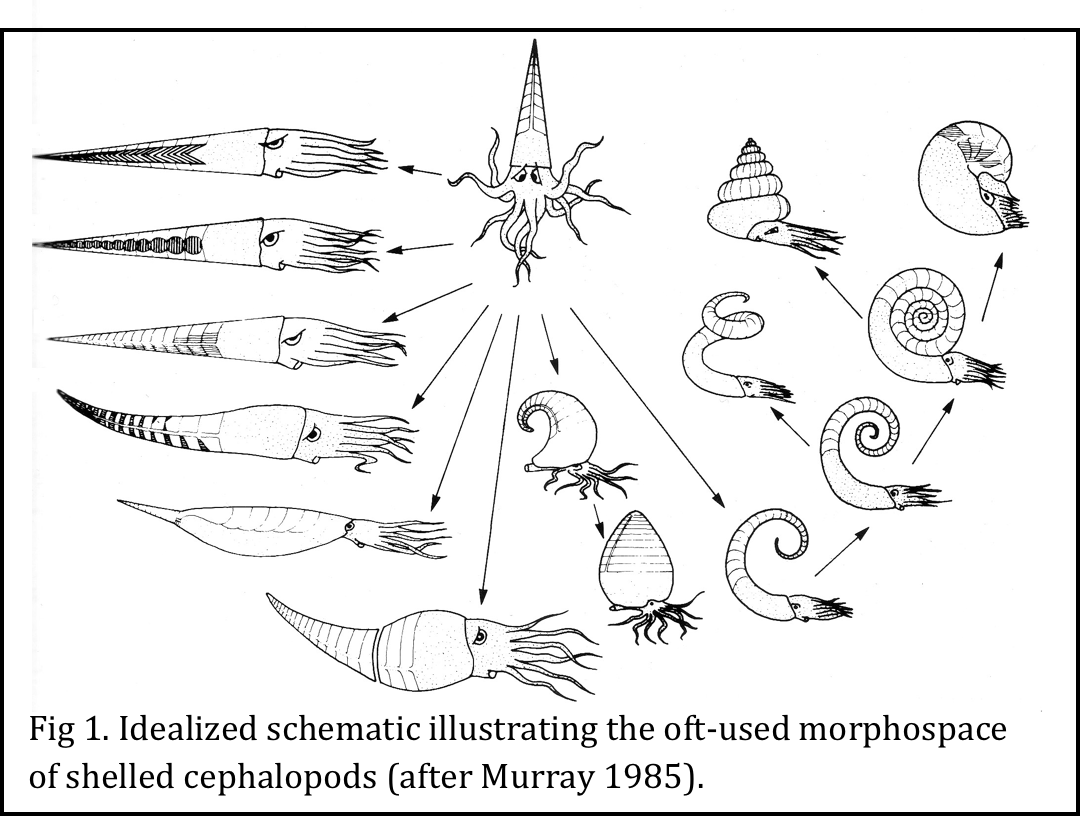 Fig 1. Idealized schematic illustrating the oft-used morphospace
of shelled cephalopods (after Murray 1985).